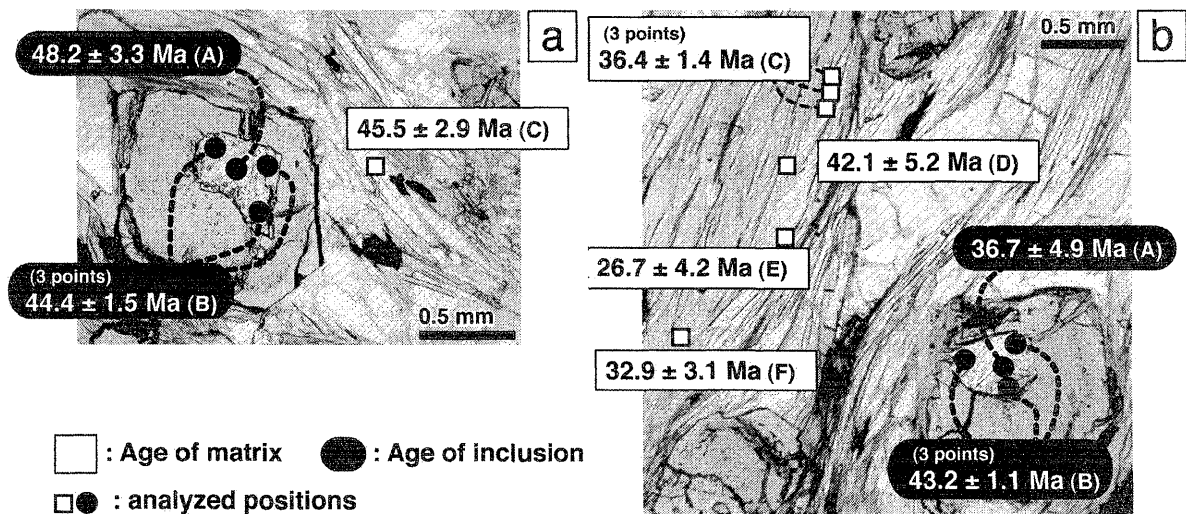 a
48.2 ± 3.3 Ma (A)
45.5 ± 2.9 Ma (C)
(3 points)
44.4 ± 1.5 Ma (B)
0.5 mm
b
0.5 mm
(3 points)
36.4 ± 1.4 Ma (C)
42.1 ± 5.2 Ma (D)
26.7 ± 4.2 Ma (E)
36.7 ± 4.9 Ma (A)
32.9 ± 3.1 Ma (F)
(3 points)
43.2 ± 1.1 Ma (B)
: Age of matrix
: Age of inclusion
: analyzed positions